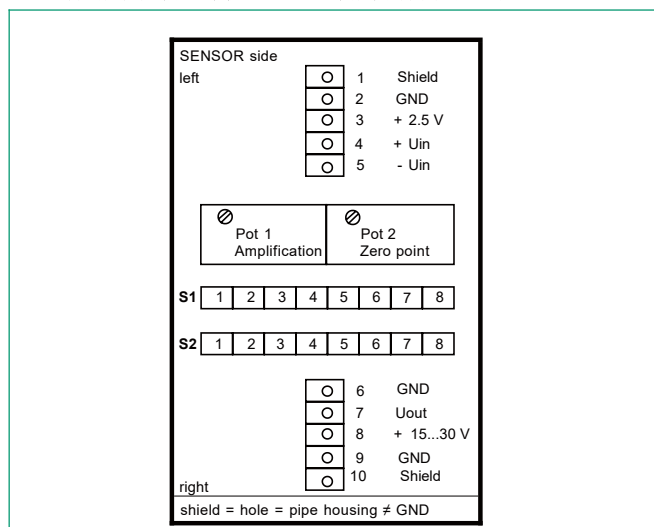 SENSOR side
left
1 Shield
2 GND
3 + 2.5 V
4 + Uin
5 - Uin
Pot 1 Pot 2
Amplification Zero point
S1 1 2 3 4 5 6 7 8
S2 1 2 3 4 5 6 7 8
6 GND
7 Uout
8 + 15...30 V
9 GND
10 Shield
right
shield = hole = pipe housing ≠ GND